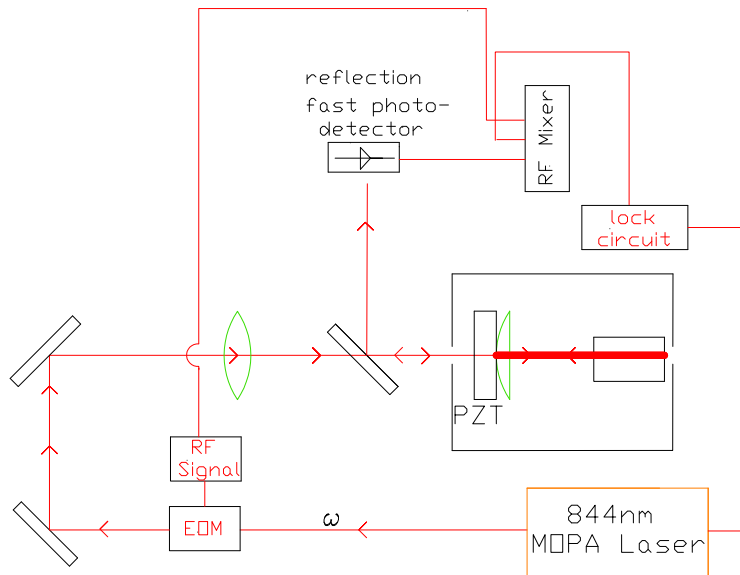 reflection
fast photo-
detector
RF Mixer
lock
circuit
PZT
RF
Signal
EOM
ω
844nm
MOPA Laser